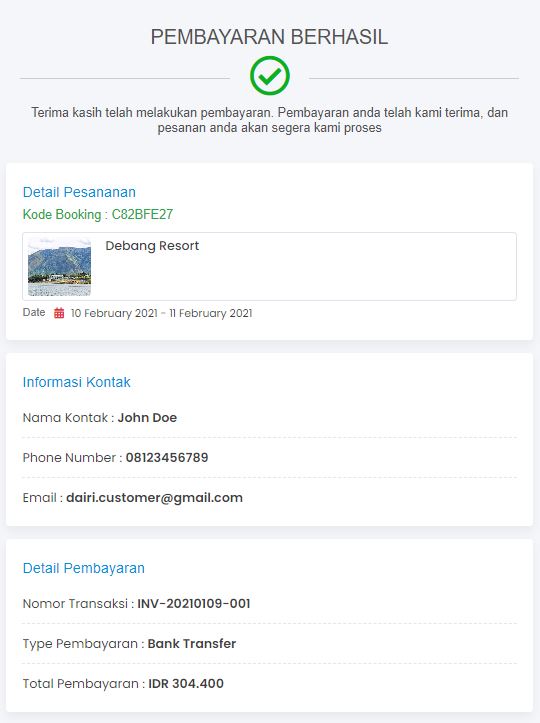 PEMBAYARAN BERHASIL
Terima kasih telah melakukan pembayaran. Pembayaran anda telah kami terima, dan
pesanan anda akan segera kami proses
Detail Pesananan
Kode Booking : C82BFE27
Debang Resort
Date 10 February 2021 - 11 February 2021
Informasi Kontak
Nama Kontak : John Doe
Phone Number : 08123456789
Email : dairi.customer@gmail.com
Detail Pembayaran
Nomor Transaksi : INV-20210109-001
Type Pembayaran : Bank Transfer
Total Pembayaran : IDR 304.400